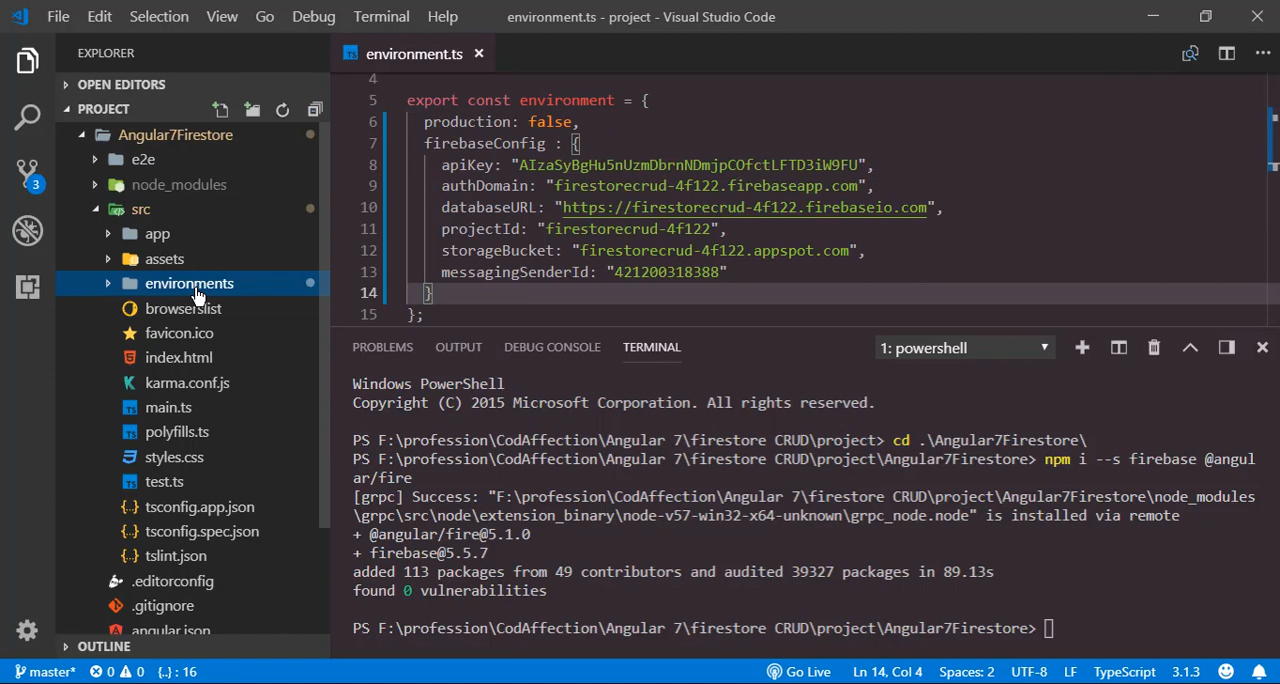 File Edit Selection View Go Debug Terminal Help environment.ts - project - Visual Studio Code
EXPLORER
OPEN EDITORS
PROJECT
Angular7Firestore
e2e
node_modules
src
app
assets
environments
browserslist
favicon.ico
index.html
karma.conf.js
main.ts
polyfills.ts
styles.css
test.ts
tsconfig.app.json
tsconfig.spec.json
tslint.json
.editorconfig
.gitignore
angular.json
OUTLINE
3
TS environment.ts
4
5 export const environment = {
6 production: false,
7 firebaseConfig : {
8 apiKey: "AIzaSyBgHu5nUzmDbrnNDmjpCOfctLFTD3iW9FU",
9 authDomain: "firestorecrud-4f122.firebaseapp.com",
10 databaseURL: "https://firestorecrud-4f122.firebaseio.com",
11 projectId: "firestorecrud-4f122",
12 storageBucket: "firestorecrud-4f122.appspot.com",
13 messagingSenderId: "421200318388"
14 }
15 };
PROBLEMS OUTPUT DEBUG CONSOLE TERMINAL 1: powershell
Windows PowerShell
Copyright (C) 2015 Microsoft Corporation. All rights reserved.
PS F:\profession\CodAffection\Angular 7\firestore CRUD\project> cd .\Angular7Firestore\
PS F:\profession\CodAffection\Angular 7\firestore CRUD\project\Angular7Firestore> npm i --s firebase @angul
ar/fire
[grpc] Success: "F:\profession\CodAffection\Angular 7\firestore CRUD\project\Angular7Firestore\node_modules
\grpc\src\node\extension_binary\node-v57-win32-x64-unknown\grpc_node.node" is installed via remote
+ @angular/fire@5.1.0
+ firebase@5.5.7
added 113 packages from 49 contributors and audited 39327 packages in 89.13s
found 0 vulnerabilities
PS F:\profession\CodAffection\Angular 7\firestore CRUD\project\Angular7Firestore>
master* 0 0 {..} : 16 Go Live Ln 14, Col 4 Spaces: 2 UTF-8 LF TypeScript 3.1.3